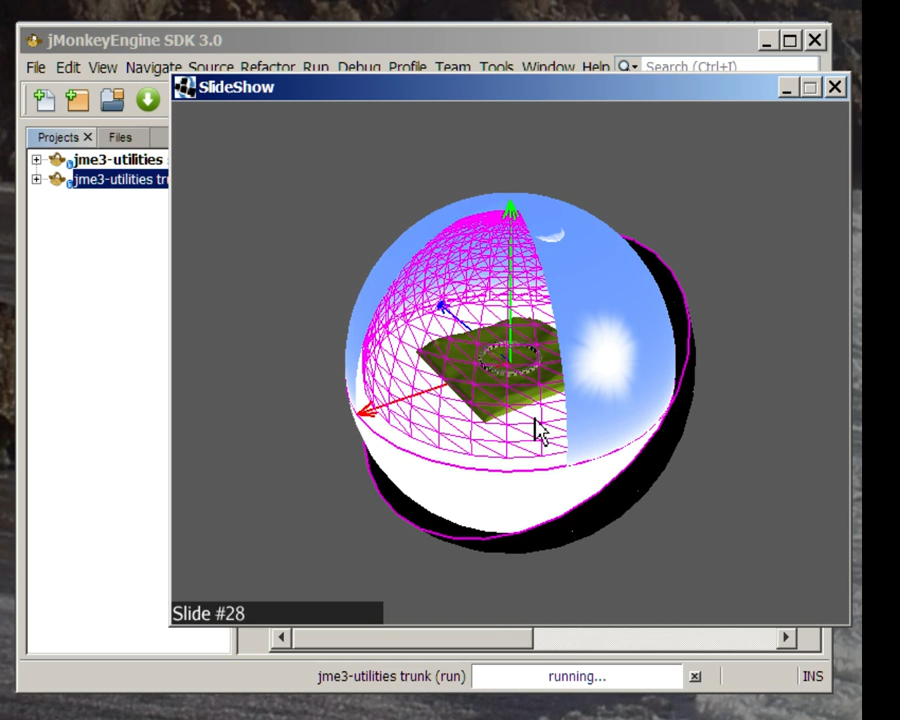 jMonkeyEngine SDK 3.0
File Edit View Navigate Source Refactor Run Debug Profile Team Tools Window Help Search (Ctrl+I)
SlideShow
Projects Files
jme3-utilities
jme3-utilities tru
Slide #28
jme3-utilities trunk (run) running... INS